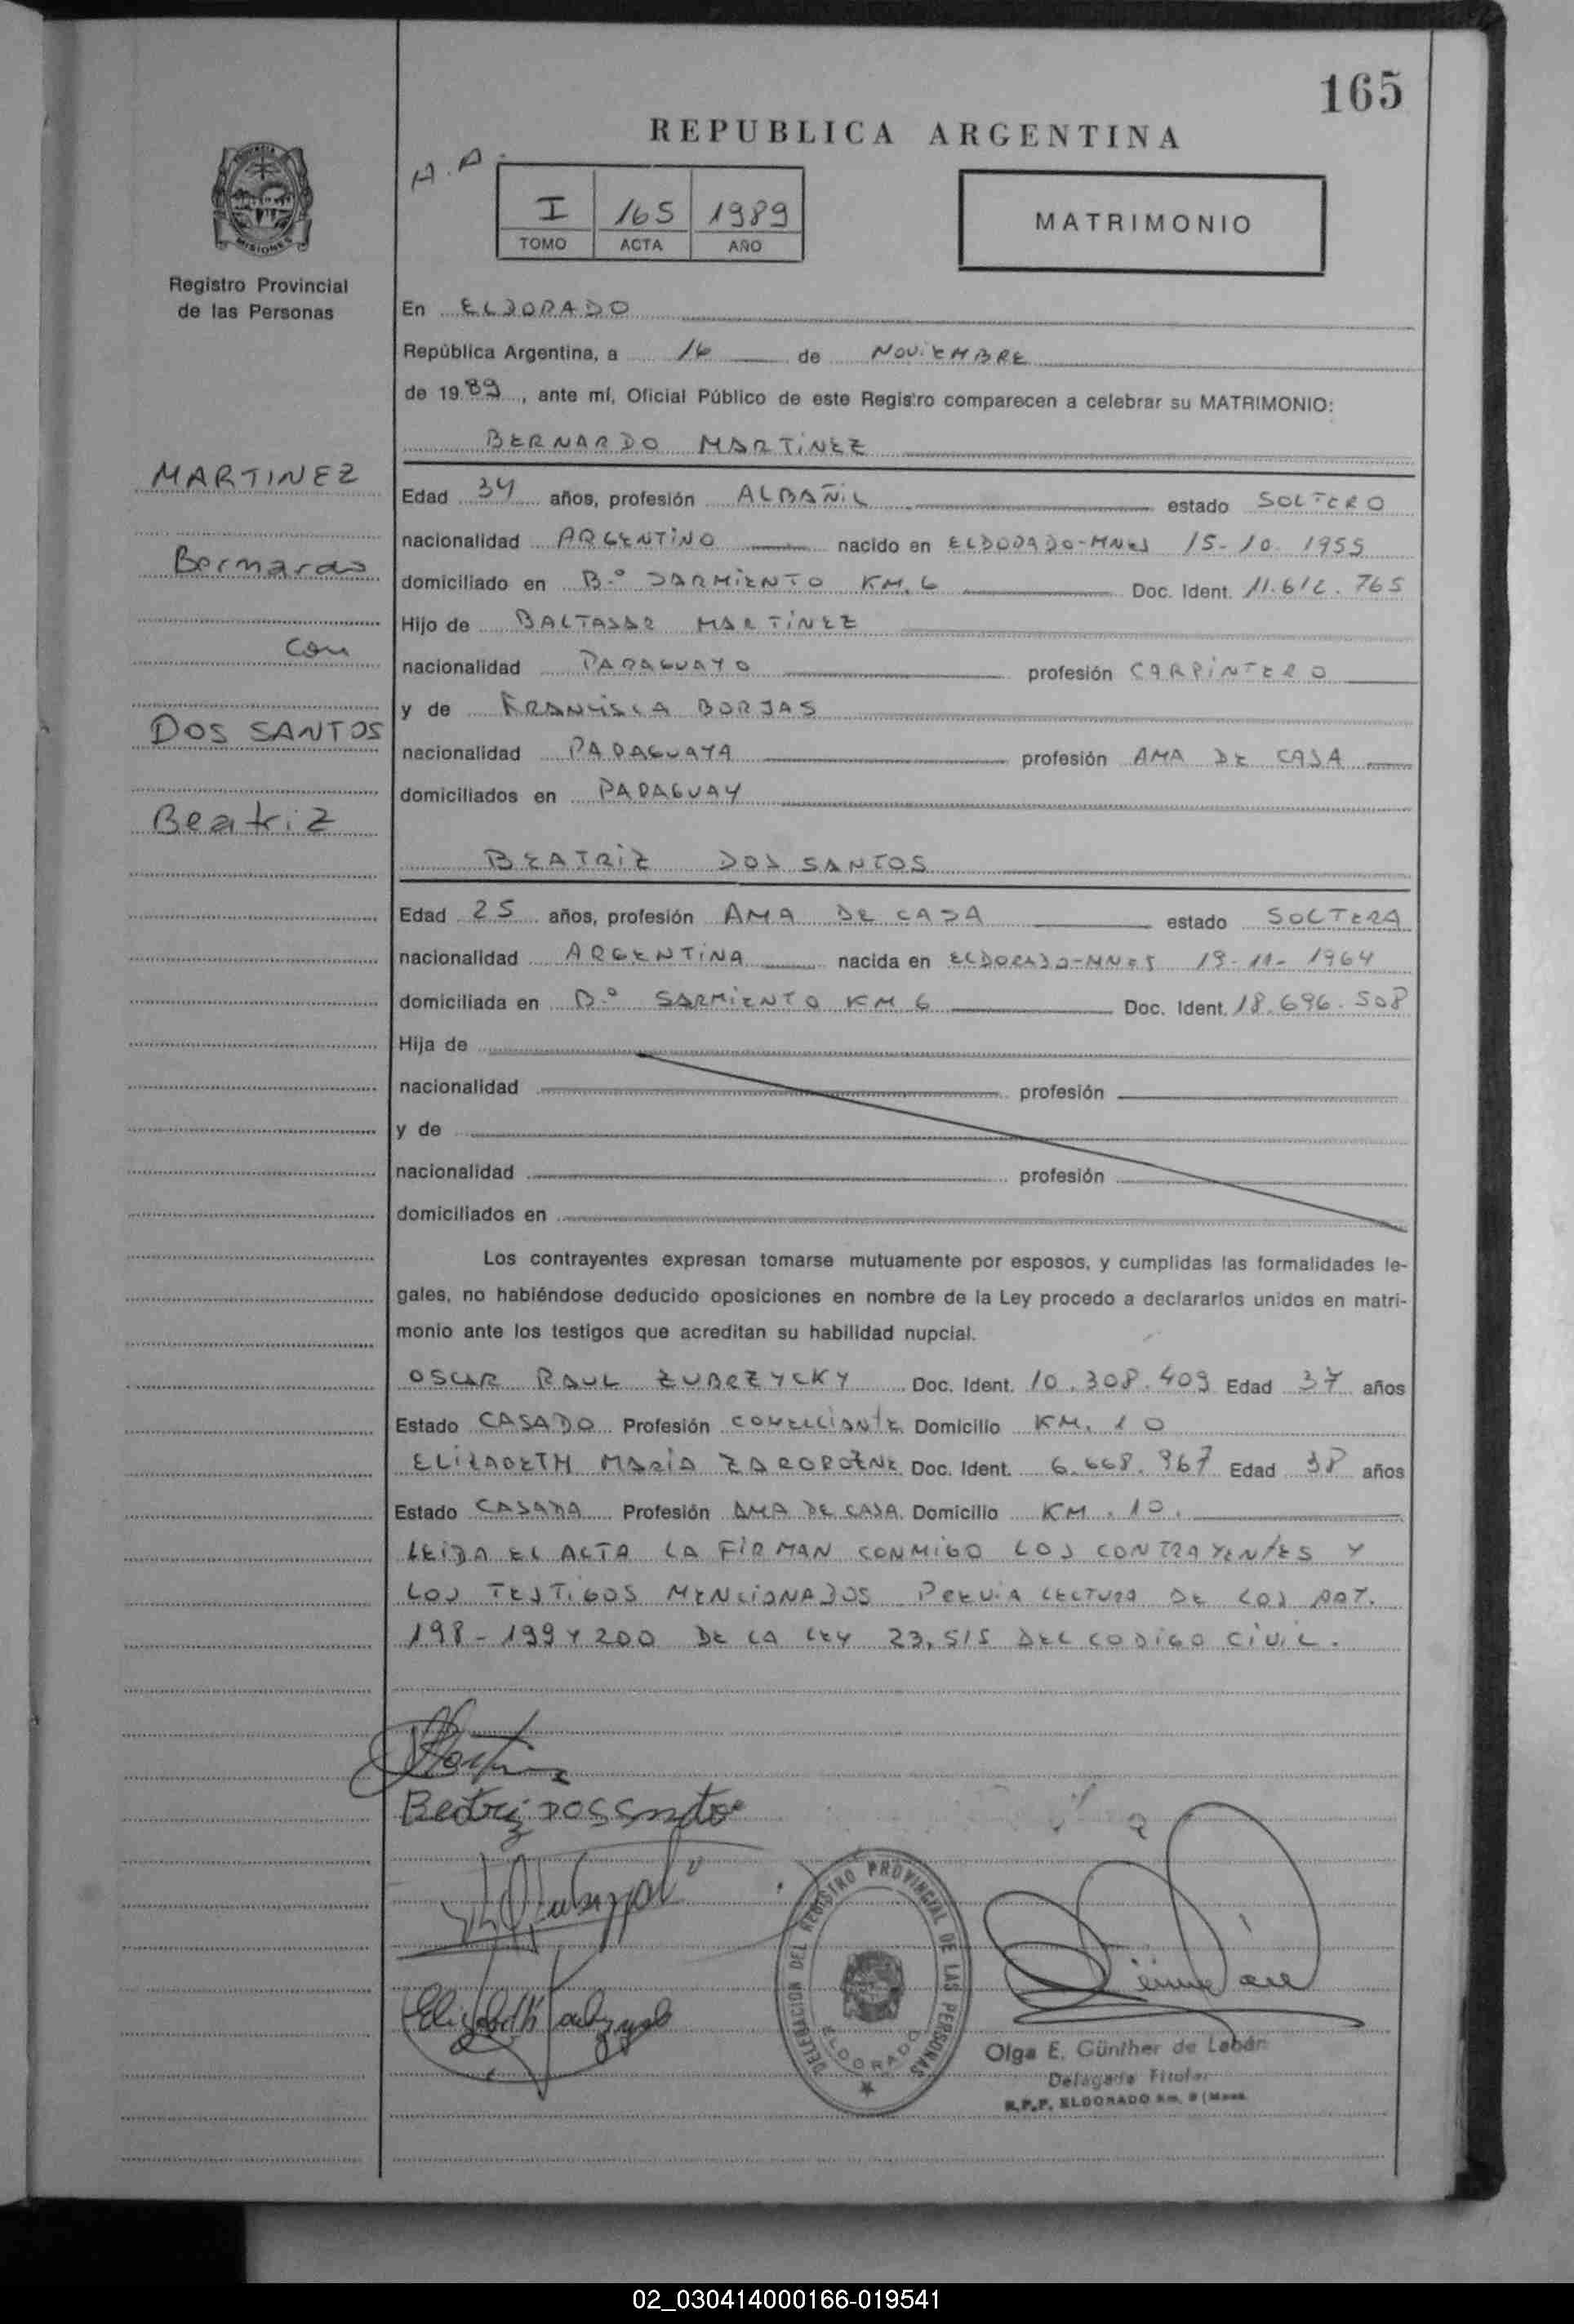 165
REPUBLICA ARGENTINA
A.A.
I 165 1989
TOMO ACTA AÑO
MATRIMONIO
PROVINCIA MISIONES
Registro Provincial
de las Personas
En ELDORADO
República Argentina, a 16 de NOVIEMBRE
de 1989, ante mí, Oficial Público de este Registro comparecen a celebrar su MATRIMONIO:
BERNARDO MARTINEZ
MARTINEZ
Bernardo
con
DOS SANTOS
Beatriz
Edad 34 años, profesión ALBAÑIL estado SOLTERO
nacionalidad ARGENTINO nacido en ELDORADO-MNES 15-10-1955
domiciliado en B.º SARMIENTO KM.6 Doc. Ident. 11.612.765
Hijo de BALTASAR MARTINEZ
nacionalidad PARAGUAYO profesión CARPINTERO
y de FRANCISCA BORJAS
nacionalidad PARAGUAYA profesión AMA DE CASA
domiciliados en PARAGUAY
BEATRIZ DOS SANTOS
Edad 25 años, profesión AMA DE CASA estado SOLTERA
nacionalidad ARGENTINA nacida en ELDORADO-MNES 19-11-1964
domiciliada en B.º SARMIENTO KM 6 Doc. Ident. 18.696.508
Hija de
nacionalidad profesión
y de
nacionalidad profesión
domiciliados en
Los contrayentes expresan tomarse mutuamente por esposos, y cumplidas las formalidades le-
gales, no habiéndose deducido oposiciones en nombre de la Ley procedo a declararlos unidos en matri-
monio ante los testigos que acreditan su habilidad nupcial.
OSCAR RAUL ZUBRZYCKY Doc. Ident. 10.308.409 Edad 37 años
Estado CASADO Profesión COMERCIANTE Domicilio KM. 10
ELIZABETH MARIA Doc. Ident. 6.668.967 Edad 38 años
Estado CASADA Profesión AMA DE CASA Domicilio KM. 10.
LEIDA EL ACTA LA FIRMAN CONMIGO LOS CONTRAYENTES Y
LOS TESTIGOS MENCIONADOS PREVIA LECTURA DE LOS ART.
198-199 Y 200 DE LA LEY 23.515 DEL CODIGO CIVIL.
Beatriz DOS Santos
DELEGACION DEL REGISTRO PROVINCIAL DE LAS PERSONAS
ELDORADO
Olga E. Günther de Labán
Delegada Titular
R.P.P. ELDORADO Km. 9 (Mnes.
02_030414000166-019541